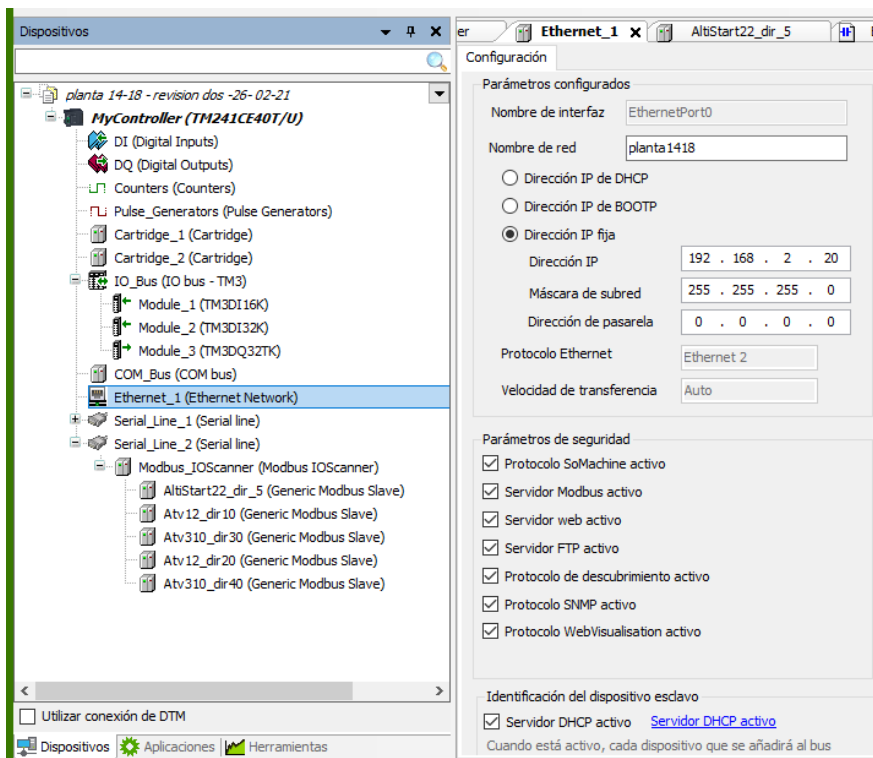 Dispositivos
planta 14-18 - revision dos -26- 02-21
MyController (TM241CE40T/U)
DI (Digital Inputs)
DQ (Digital Outputs)
Counters (Counters)
Pulse_Generators (Pulse Generators)
Cartridge_1 (Cartridge)
Cartridge_2 (Cartridge)
IO_Bus (IO bus - TM3)
Module_1 (TM3DI16K)
Module_2 (TM3DI32K)
Module_3 (TM3DQ32TK)
COM_Bus (COM bus)
Ethernet_1 (Ethernet Network)
Serial_Line_1 (Serial line)
Serial_Line_2 (Serial line)
Modbus_IOScanner (Modbus IOScanner)
AltiStart22_dir_5 (Generic Modbus Slave)
Atv12_dir10 (Generic Modbus Slave)
Atv310_dir30 (Generic Modbus Slave)
Atv12_dir20 (Generic Modbus Slave)
Atv310_dir40 (Generic Modbus Slave)
Utilizar conexión de DTM
Dispositivos Aplicaciones Herramientas
er Ethernet_1 AltiStart22_dir_5
Configuración
Parámetros configurados
Nombre de interfaz EthernetPort0
Nombre de red planta1418
Dirección IP de DHCP
Dirección IP de BOOTP
Dirección IP fija
Dirección IP 192 . 168 . 2 . 20
Máscara de subred 255 . 255 . 255 . 0
Dirección de pasarela 0 . 0 . 0 . 0
Protocolo Ethernet Ethernet 2
Velocidad de transferencia Auto
Parámetros de seguridad
Protocolo SoMachine activo
Servidor Modbus activo
Servidor web activo
Servidor FTP activo
Protocolo de descubrimiento activo
Protocolo SNMP activo
Protocolo WebVisualisation activo
Identificación del dispositivo esclavo
Servidor DHCP activo Servidor DHCP activo
Cuando está activo, cada dispositivo que se añadirá al bus